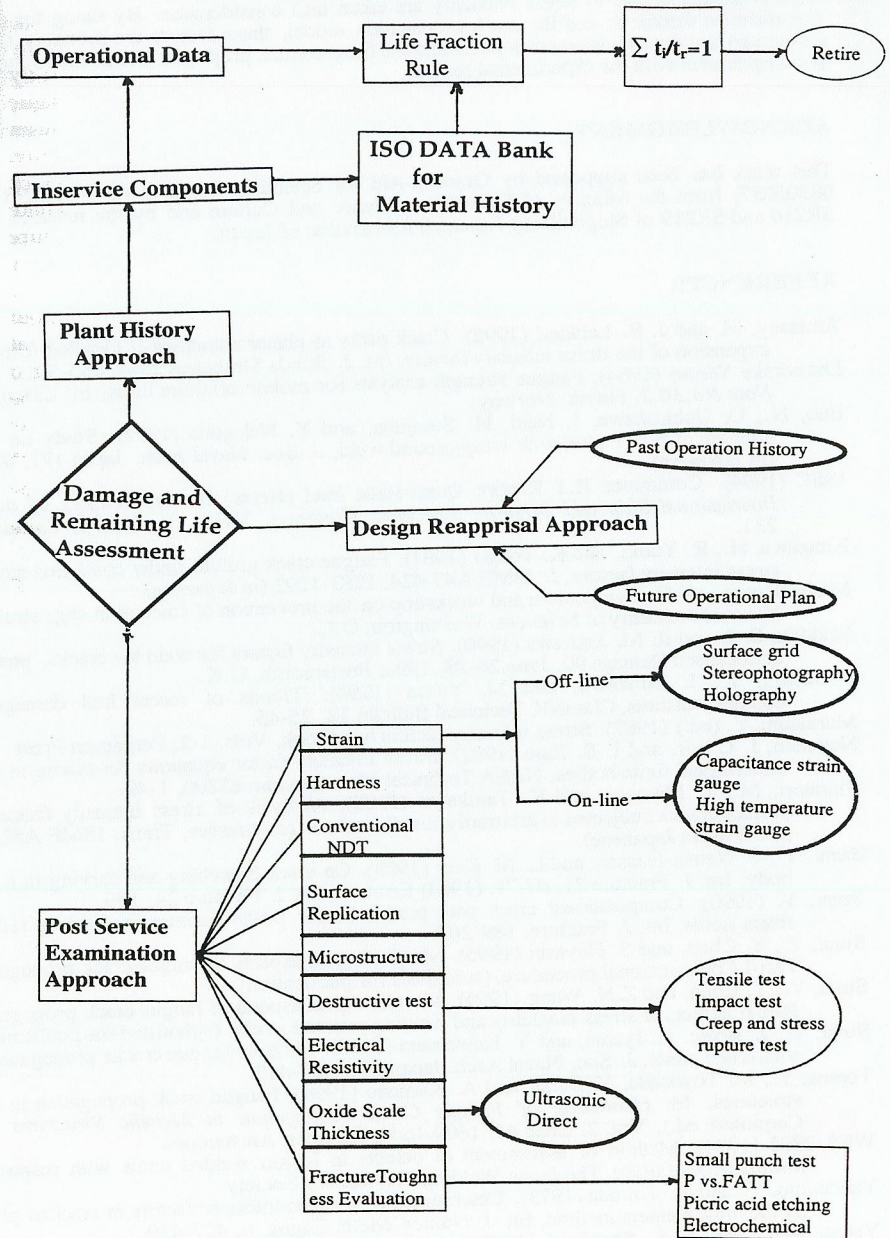 Operational Data
Life Fraction
Rule
∑ tᵢ/tᵣ=1
Retire
Inservice Components
ISO DATA Bank
for
Material History
Plant History
Approach
Damage and
Remaining Life
Assessment
Past Operation History
Design Reapprisal Approach
Future Operational Plan
Off-line
Surface grid
Stereophotography
Holography
On-line
Capacitance strain
gauge
High temperature
strain gauge
Strain
Hardness
Conventional
NDT
Surface
Replication
Post Service
Examination
Approach
Microstructure
Destructive test
Tensile test
Impact test
Creep and stress
rupture test
Electrical
Resistivity
Oxide Scale
Thickness
Ultrasonic
Direct
FractureTough
ness Evaluation
Small punch test
P vs.FATT
Picric acid etching
Electrochemical